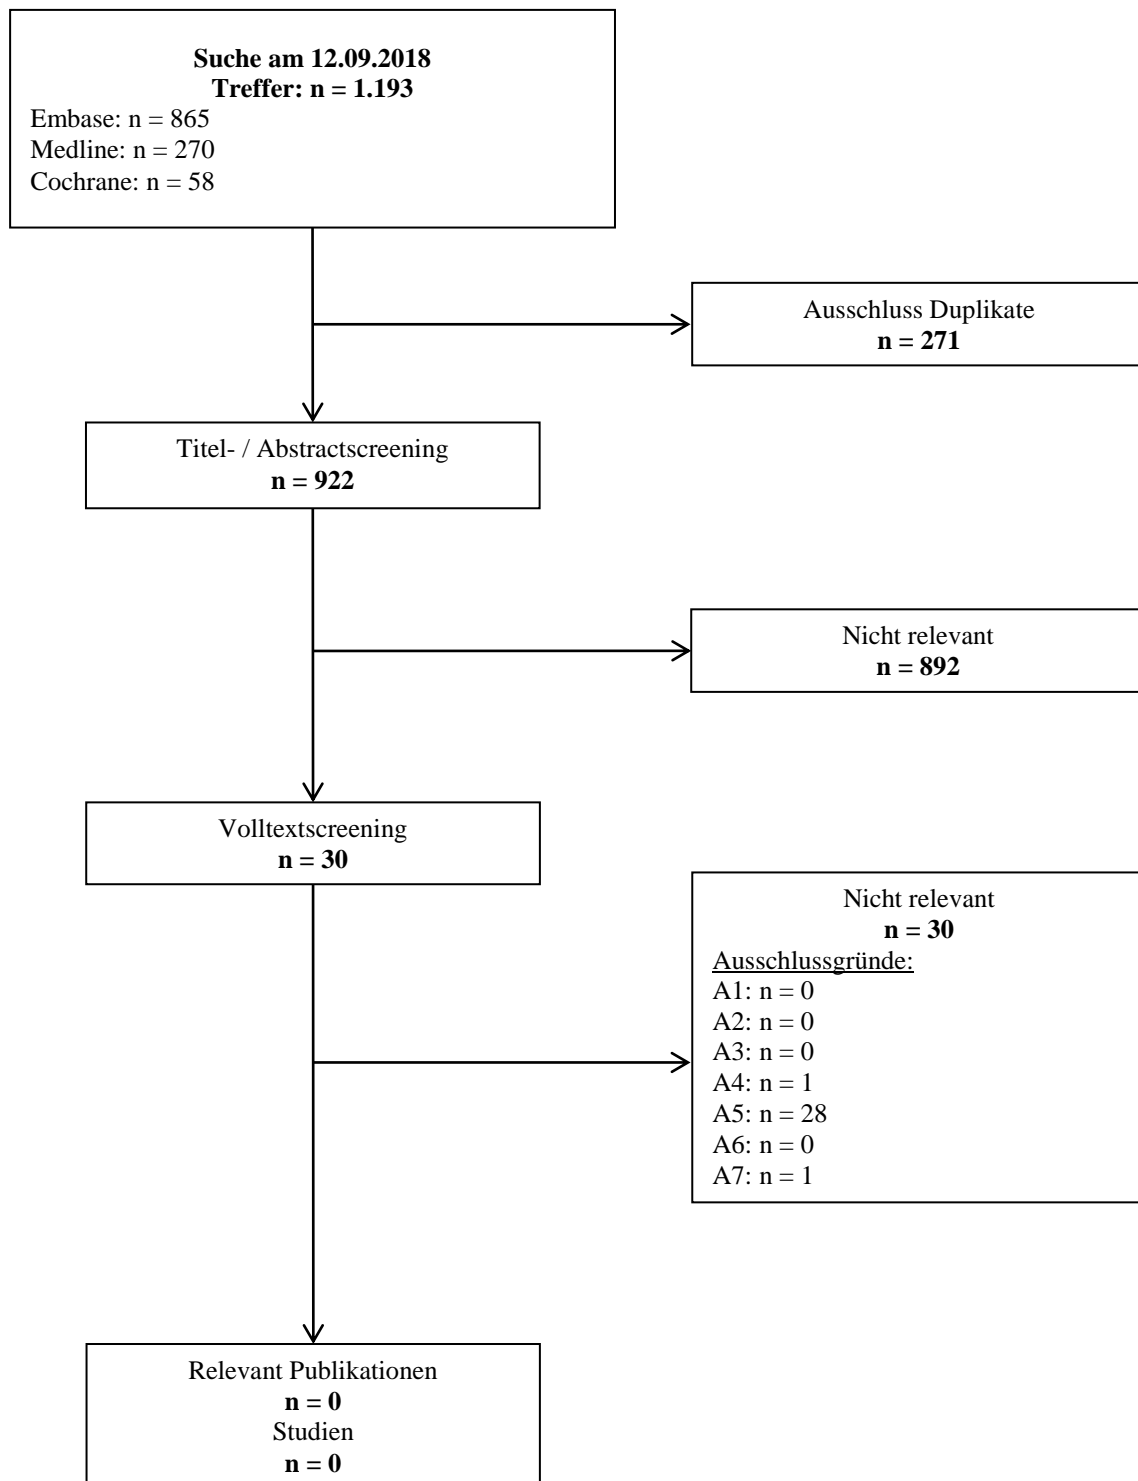 Suche am 12.09.2018
Treffer: n = 1.193
Embase: n = 865
Medline: n = 270
Cochrane: n = 58
Ausschluss Duplikate
n = 271
Titel- / Abstractscreening
n = 922
Nicht relevant
n = 892
Volltextscreening
n = 30
Nicht relevant
n = 30
Ausschlussgründe:
A1: n = 0
A2: n = 0
A3: n = 0
A4: n = 1
A5: n = 28
A6: n = 0
A7: n = 1
Relevant Publikationen
n = 0
Studien
n = 0